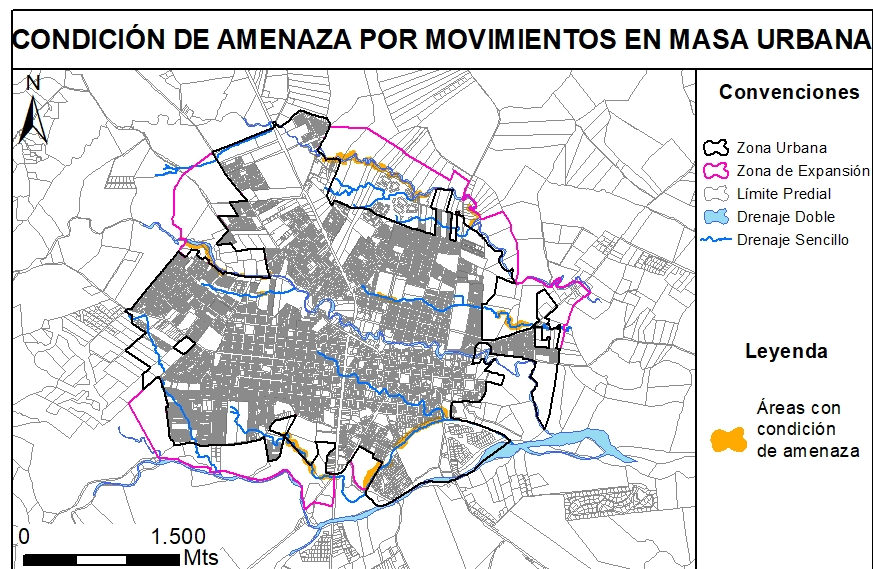 CONDICIÓN DE AMENAZA POR MOVIMIENTOS EN MASA URBANA
N
Convenciones
Zona Urbana
Zona de Expansión
Límite Predial
Drenaje Doble
Drenaje Sencillo
Leyenda
Áreas con
condición
de amenaza
0 1.500
Mts